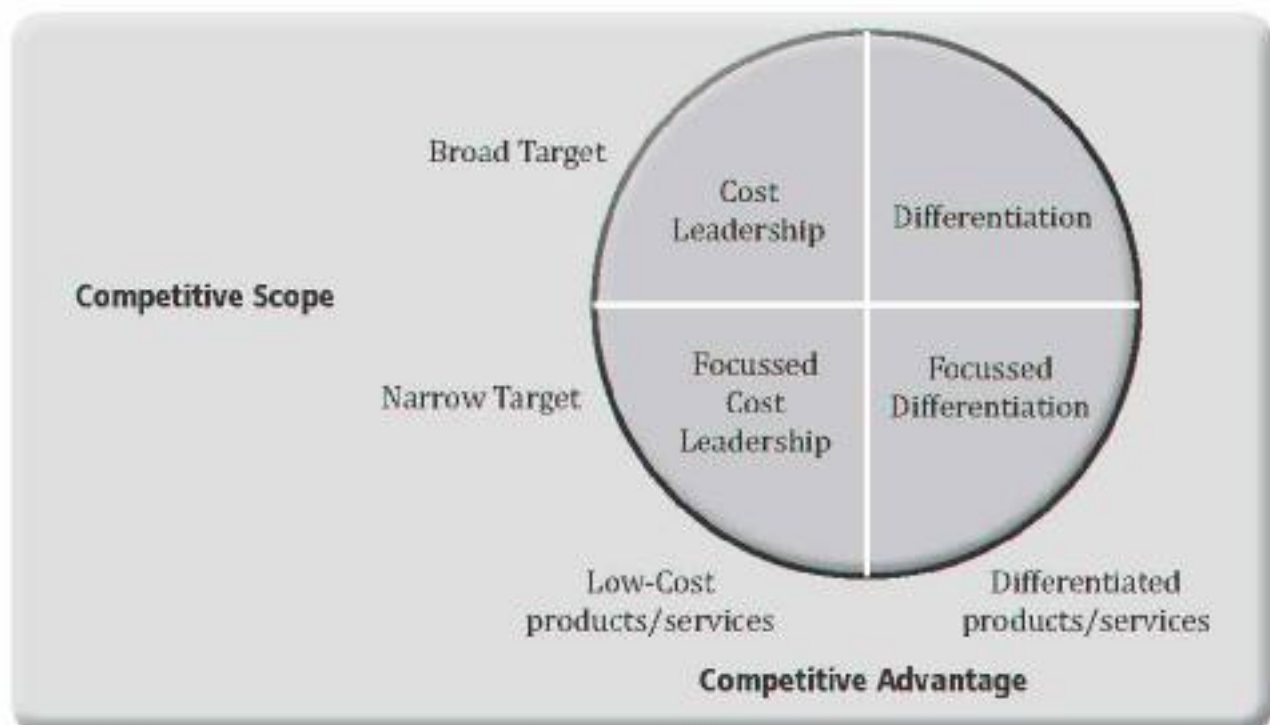 Broad Target
Cost
Leadership
Differentiation
Competitive Scope
Narrow Target
Focussed
Cost
Leadership
Focussed
Differentiation
Low-Cost
products/services
Differentiated
products/services
Competitive Advantage